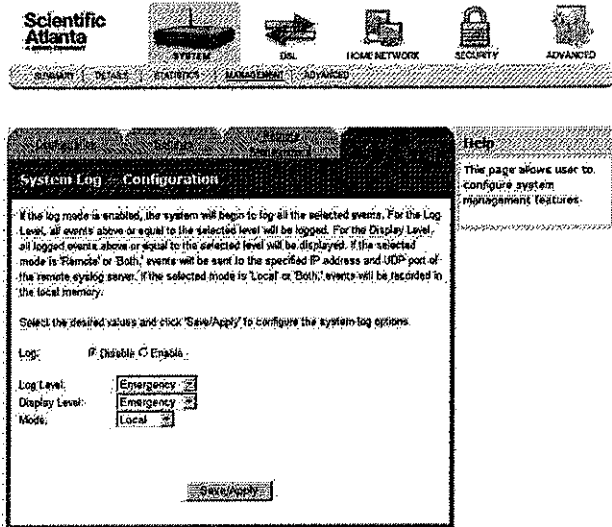 Scientific
Atlanta
SYSTEM
DSL
HOME NETWORK
SECURITY
ADVANCED
SUMMARY | DETAILS | STATISTICS | MANAGEMENT | ADVANCED
Help
This page allows user to
configure system
management features
System Log -- Configuration
If the log mode is enabled, the system will begin to log all the selected events. For the Log
Level, all events above or equal to the selected level will be logged. For the Display Level,
all logged events above or equal to the selected level will be displayed. If the selected
mode is 'Remote' or 'Both,' events will be sent to the specified IP address and UDP port of
the remote syslog server. If the selected mode is 'Local' or 'Both,' events will be recorded in
the local memory.
Select the desired values and click 'Save/Apply' to configure the system log options.
Log: Disable Enable
Log Level: Emergency
Display Level: Emergency
Mode: Local
Save/Apply